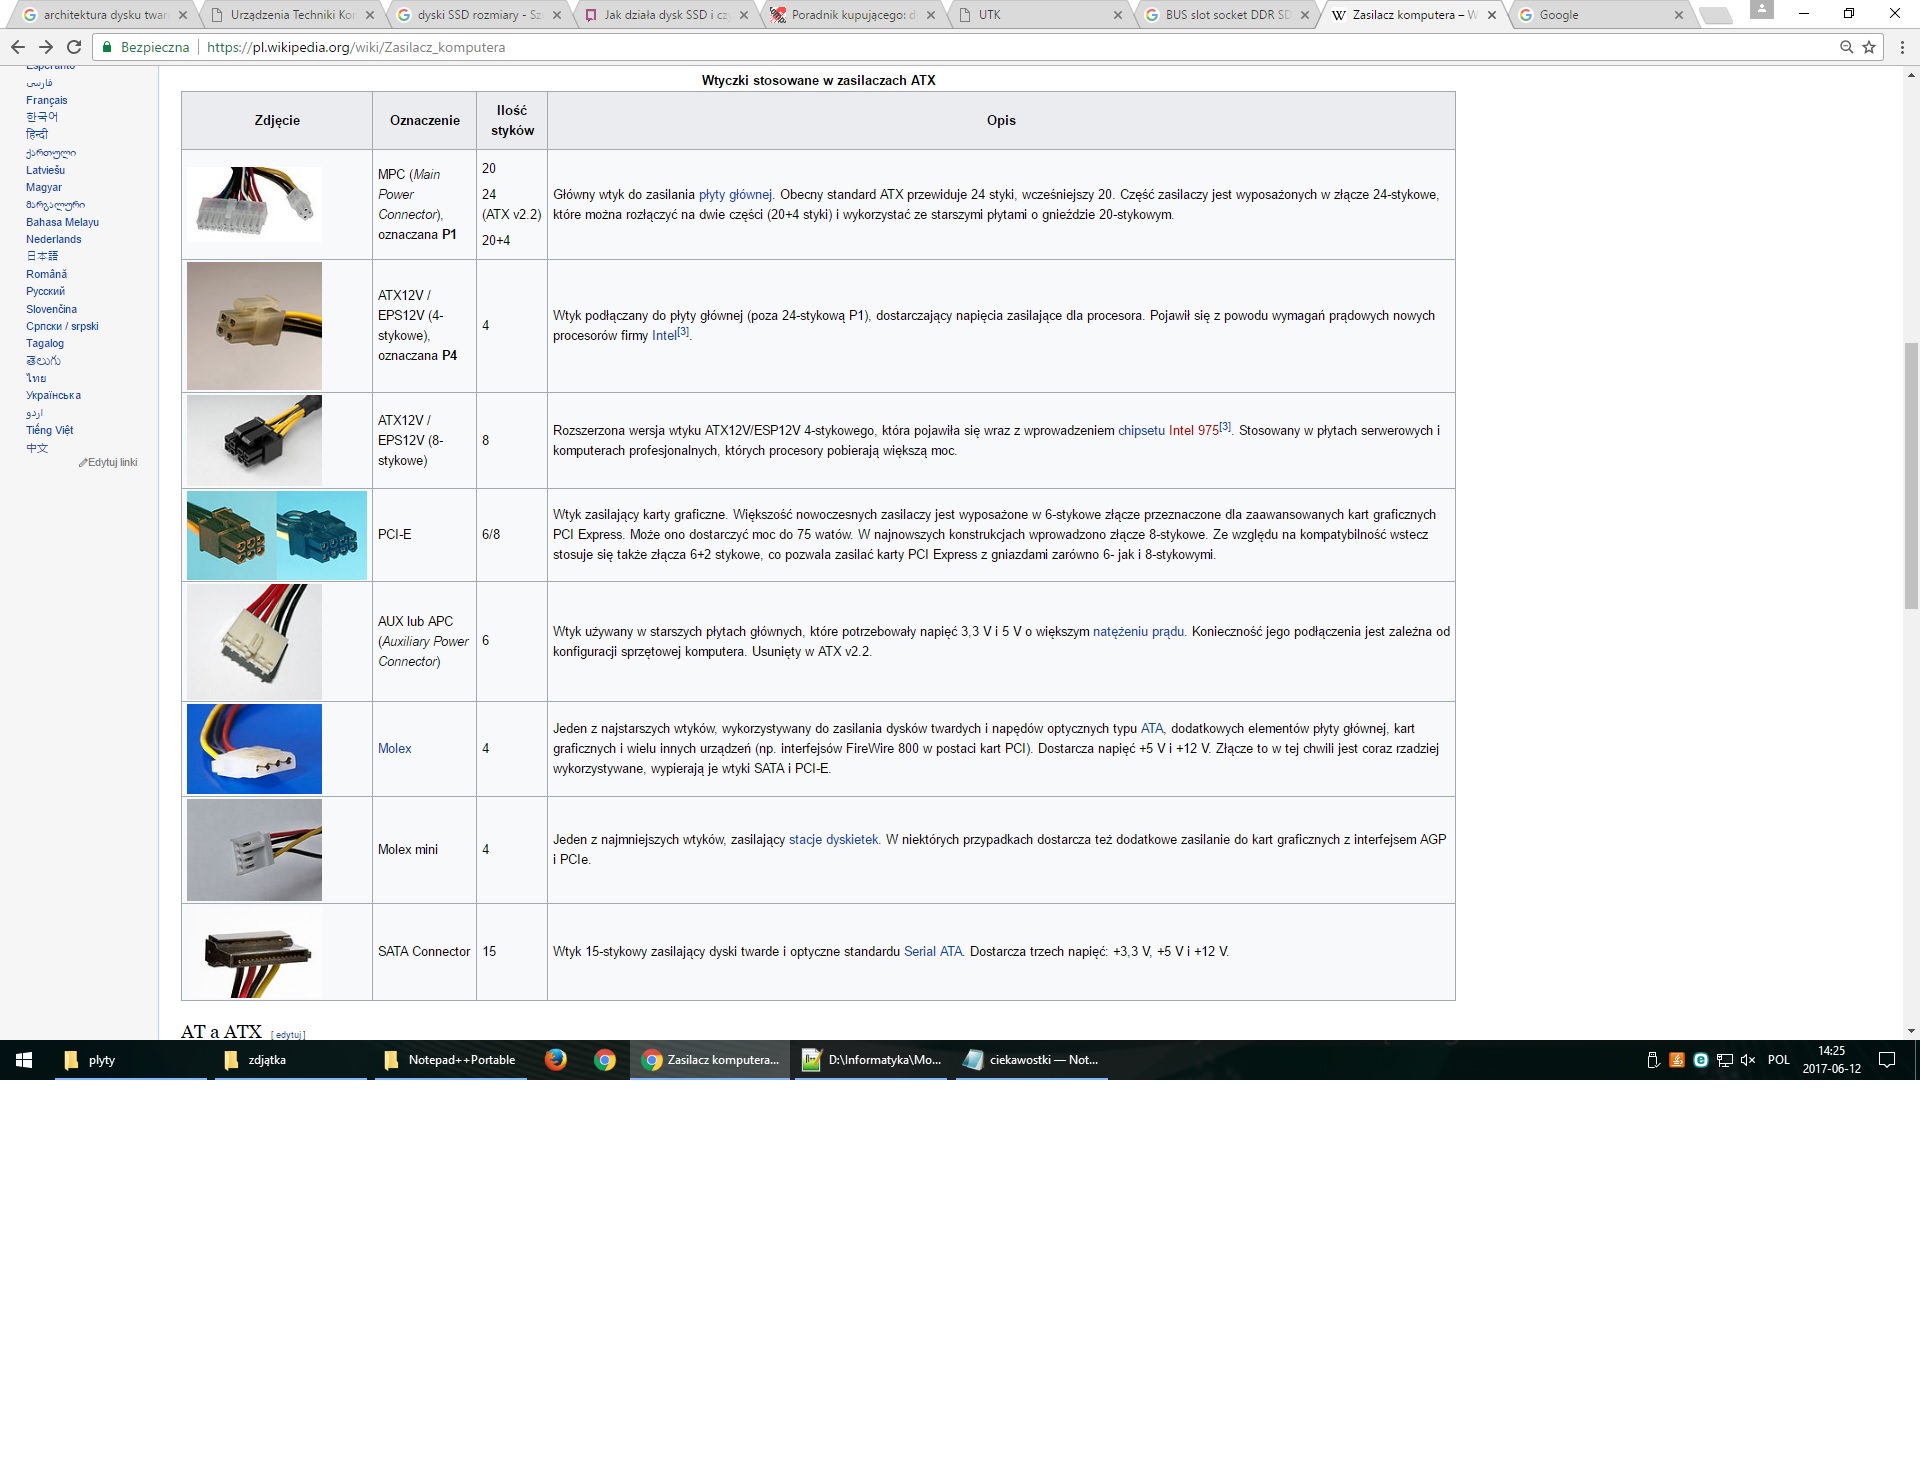 architektura dysku twar
Urządzenia Techniki Kor
dyski SSD rozmiary - Sz
Jak działa dysk SSD i cz
Poradnik kupującego: d
UTK
BUS slot socket DDR SD
Zasilacz komputera – W
Google
Bezpieczna
https://pl.wikipedia.org/wiki/Zasilacz_komputera
Esperanto
فارسی
Français
한국어
हिन्दी
ქართული
Latviešu
Magyar
მარგალური
Bahasa Melayu
Nederlands
日本語
Română
Русский
Slovenčina
Српски / srpski
Tagalog
తెలుగు
ไทย
Українська
اردو
Tiếng Việt
中文
Edytuj linki
Wtyczki stosowane w zasilaczach ATX
Zdjęcie
Oznaczenie
Ilość
styków
Opis
MPC (Main
Power
Connector),
oznaczana P1
20
24
(ATX v2.2)
20+4
Główny wtyk do zasilania płyty głównej. Obecny standard ATX przewiduje 24 styki, wcześniejszy 20. Część zasilaczy jest wyposażonych w złącze 24-stykowe,
które można rozłączyć na dwie części (20+4 styki) i wykorzystać ze starszymi płytami o gnieździe 20-stykowym.
ATX12V /
EPS12V (4-
stykowe),
oznaczana P4
4
Wtyk podłączany do płyty głównej (poza 24-stykową P1), dostarczający napięcia zasilające dla procesora. Pojawił się z powodu wymagań prądowych nowych
procesorów firmy Intel[3].
ATX12V /
EPS12V (8-
stykowe)
8
Rozszerzona wersja wtyku ATX12V/ESP12V 4-stykowego, która pojawiła się wraz z wprowadzeniem chipsetu Intel 975[3]. Stosowany w płytach serwerowych i
komputerach profesjonalnych, których procesory pobierają większą moc.
PCI-E
6/8
Wtyk zasilający karty graficzne. Większość nowoczesnych zasilaczy jest wyposażone w 6-stykowe złącze przeznaczone dla zaawansowanych kart graficznych
PCI Express. Może ono dostarczyć moc do 75 watów. W najnowszych konstrukcjach wprowadzono złącze 8-stykowe. Ze względu na kompatybilność wstecz
stosuje się także złącza 6+2 stykowe, co pozwala zasilać karty PCI Express z gniazdami zarówno 6- jak i 8-stykowymi.
AUX lub APC
(Auxiliary Power
Connector)
6
Wtyk używany w starszych płytach głównych, które potrzebowały napięć 3,3 V i 5 V o większym natężeniu prądu. Konieczność jego podłączenia jest zależna od
konfiguracji sprzętowej komputera. Usunięty w ATX v2.2.
Molex
4
Jeden z najstarszych wtyków, wykorzystywany do zasilania dysków twardych i napędów optycznych typu ATA, dodatkowych elementów płyty głównej, kart
graficznych i wielu innych urządzeń (np. interfejsów FireWire 800 w postaci kart PCI). Dostarcza napięć +5 V i +12 V. Złącze to w tej chwili jest coraz rzadziej
wykorzystywane, wypierają je wtyki SATA i PCI-E.
Molex mini
4
Jeden z najmniejszych wtyków, zasilający stacje dyskietek. W niektórych przypadkach dostarcza też dodatkowe zasilanie do kart graficznych z interfejsem AGP
i PCIe.
SATA Connector
15
Wtyk 15-stykowy zasilający dyski twarde i optyczne standardu Serial ATA. Dostarcza trzech napięć: +3,3 V, +5 V i +12 V.
AT a ATX [ edytuj ]
plyty
zdjątka
Notepad++Portable
Zasilacz komputera...
D:\Informatyka\Mo...
ciekawostki — Not...
POL
14:25
2017-06-12